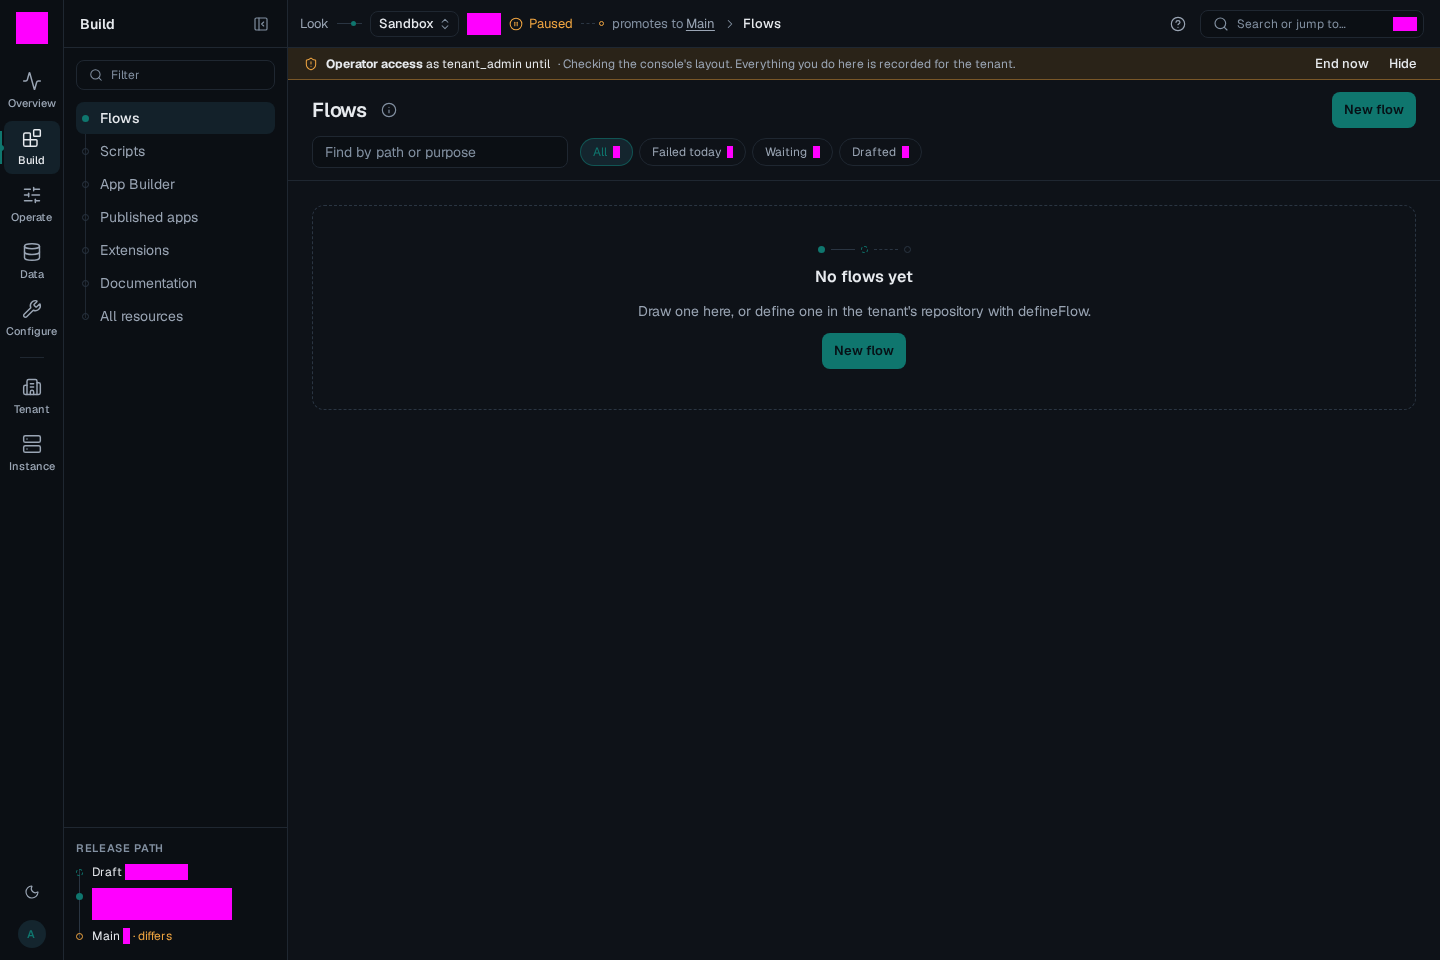 Build
Look
Sandbox
Paused
promotes to Main
Flows
Search or jump to…
Operator access as tenant_admin until · Checking the console's layout. Everything you do here is recorded for the tenant.
End now
Hide
Overview
Build
Operate
Data
Configure
Tenant
Instance
A
Filter
Flows
Scripts
App Builder
Published apps
Extensions
Documentation
All resources
RELEASE PATH
Draft
Main · differs
Flows
New flow
Find by path or purpose
All
Failed today
Waiting
Drafted
No flows yet
Draw one here, or define one in the tenant's repository with defineFlow.
New flow